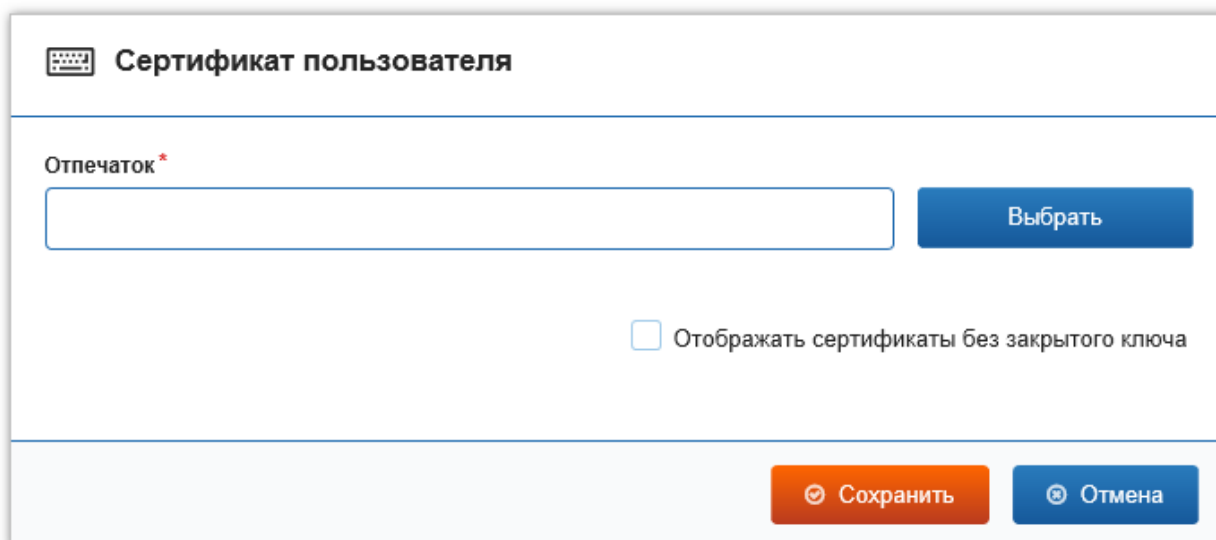 Сертификат пользователя
Отпечаток*
Выбрать
Отображать сертификаты без закрытого ключа
Сохранить Отмена